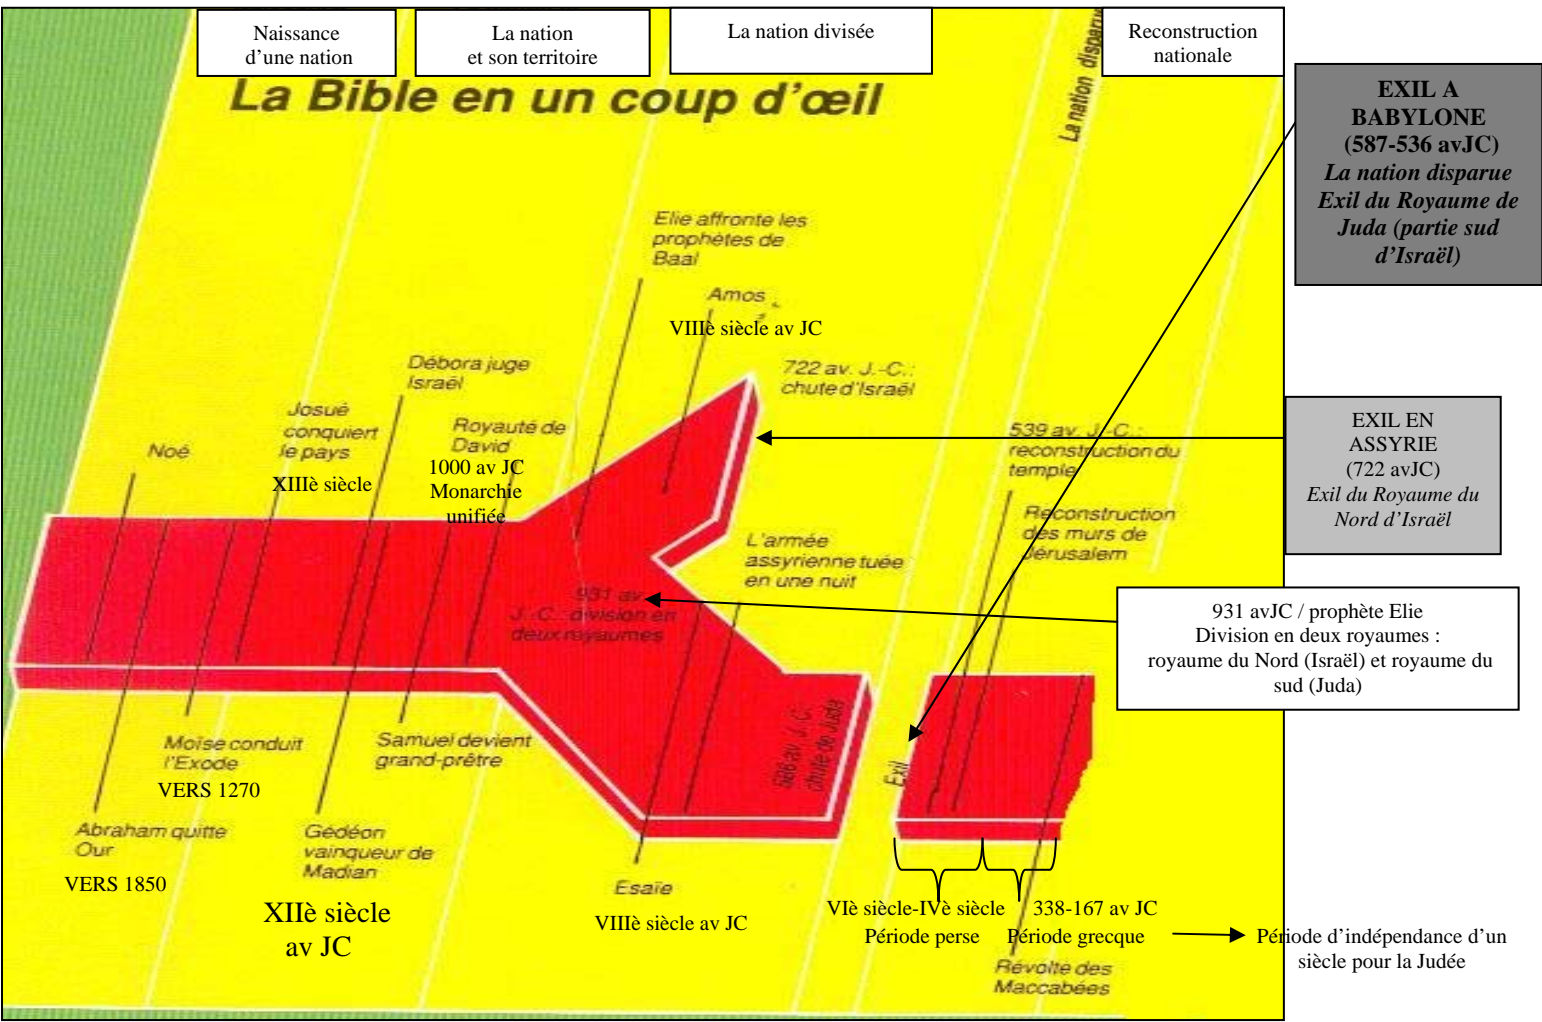 Naissance
d'une nation
La nation
et son territoire
La nation divisée
La nation disparue
Reconstruction
nationale
La Bible en un coup d'œil
EXIL A
BABYLONE
(587-536 avJC)
La nation disparue
Exil du Royaume de
Juda (partie sud
d'Israël)
Elie affronte les
prophètes de
Baal
Amos
VIIIè siècle av JC
722 av. J.-C.:
chute d'Israël
Débora juge
Israël
Josué
conquiert
le pays
XIIIè siècle
Noé
Royauté de
David
1000 av JC
Monarchie
unifiée
539 av. J.-C.:
reconstruction du
temple
EXIL EN
ASSYRIE
(722 avJC)
Exil du Royaume du
Nord d'Israël
Reconstruction
des murs de
Jérusalem
L'armée
assyrienne tuée
en une nuit
931 av.
J.-C.: division en
deux royaumes
931 avJC / prophète Elie
Division en deux royaumes :
royaume du Nord (Israël) et royaume du
sud (Juda)
586 av. J.C.:
chute de Juda
Exil
Moïse conduit
l'Exode
VERS 1270
Samuel devient
grand-prêtre
Abraham quitte
Our
VERS 1850
Gédéon
vainqueur de
Madian
XIIè siècle
av JC
Esaïe
VIIIè siècle av JC
VIè siècle-IVè siècle
Période perse
338-167 av JC
Période grecque
Période d'indépendance d'un
siècle pour la Judée
Révolte des
Maccabées